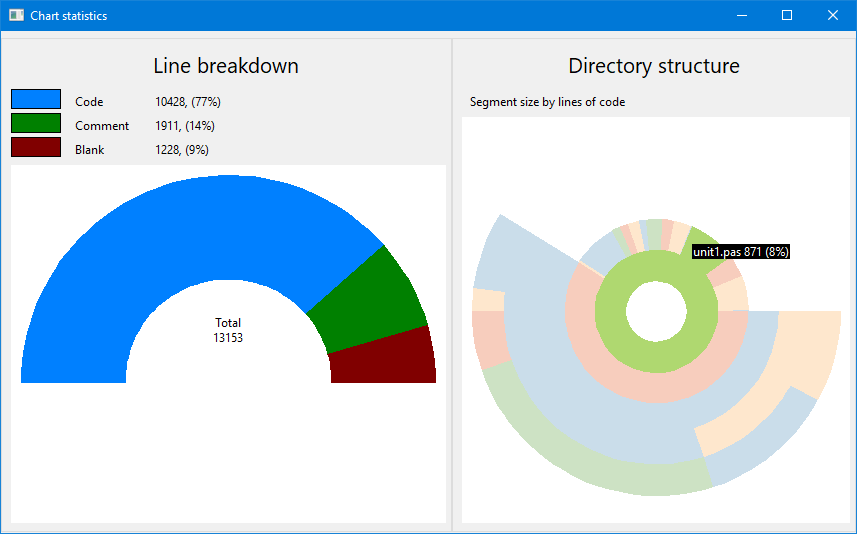 Chart statistics
Line breakdown
Code 10428, (77%)
Comment 1911, (14%)
Blank 1228, (9%)
Total
13153
Directory structure
Segment size by lines of code
unit1.pas 871 (8%)